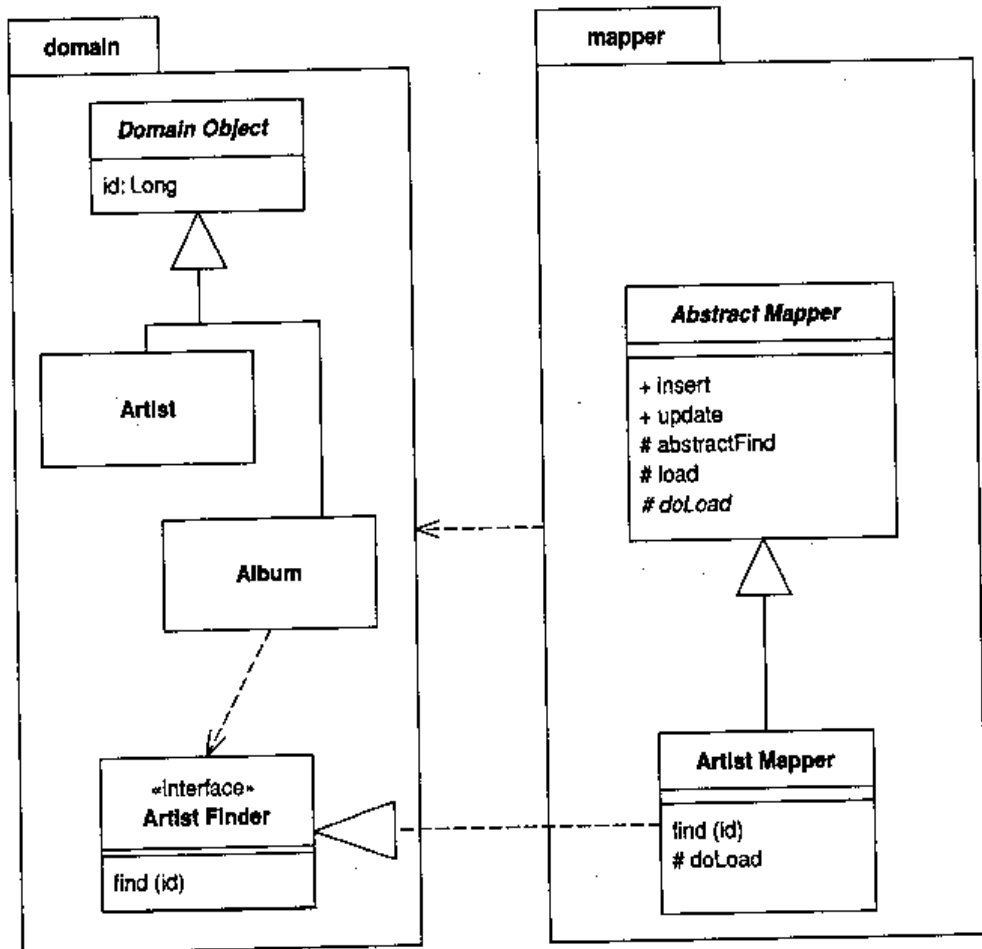 domain
Domain Object
id: Long
Artist
Album
«interface»
Artist Finder
find (id)
mapper
Abstract Mapper
+ insert
+ update
# abstractFind
# load
# doLoad
Artist Mapper
find (id)
# doLoad